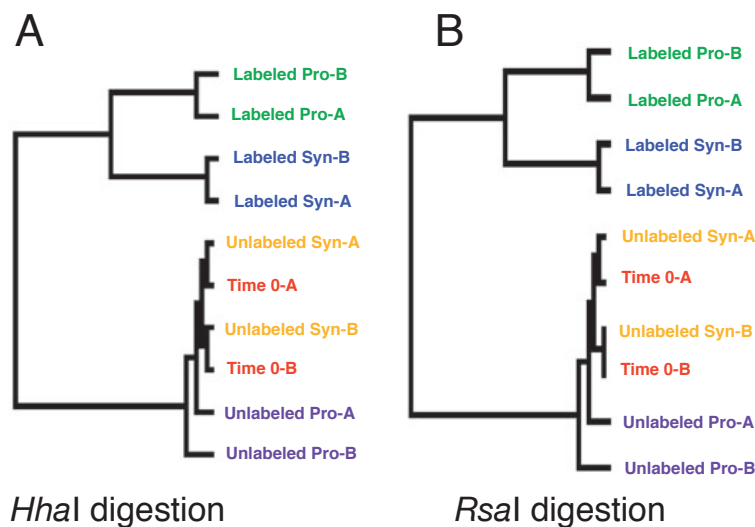 A
Labeled Pro-B
Labeled Pro-A
Labeled Syn-B
Labeled Syn-A
Unlabeled Syn-A
Time 0-A
Unlabeled Syn-B
Time 0-B
Unlabeled Pro-A
Unlabeled Pro-B
HhaI digestion
B
Labeled Pro-B
Labeled Pro-A
Labeled Syn-B
Labeled Syn-A
Unlabeled Syn-A
Time 0-A
Unlabeled Syn-B
Time 0-B
Unlabeled Pro-A
Unlabeled Pro-B
RsaI digestion